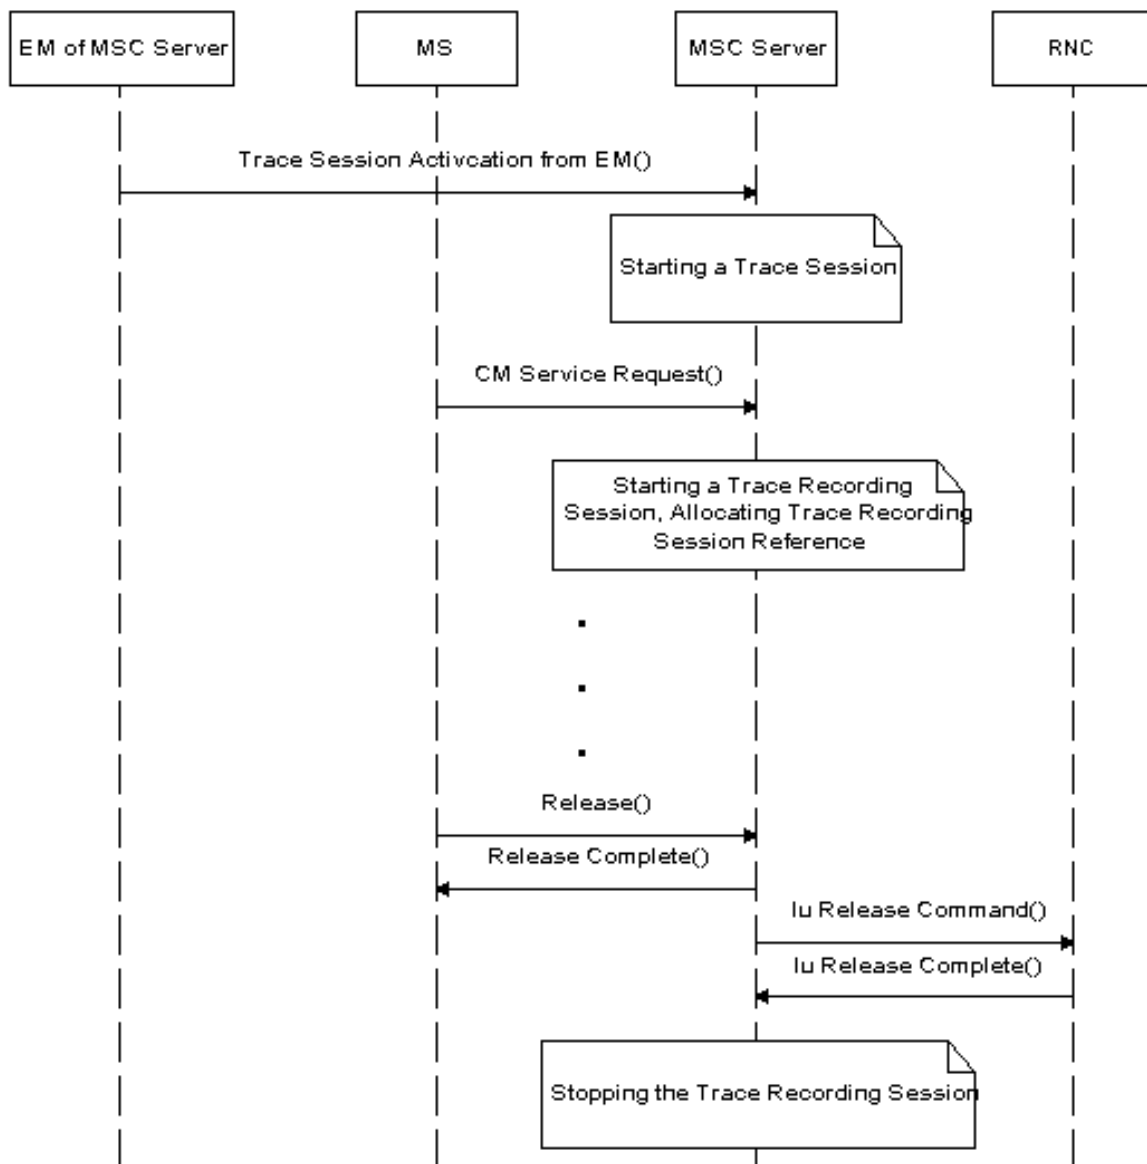 EM of MSC Server
MS
MSC Server
RNC
Trace Session Activcation from EM()
Starting a Trace Session
CM Service Request()
Starting a Trace Recording
Session, Allocating Trace Recording
Session Reference
Release()
Release Complete()
Iu Release Command()
Iu Release Complete()
Stopping the Trace Recording Session